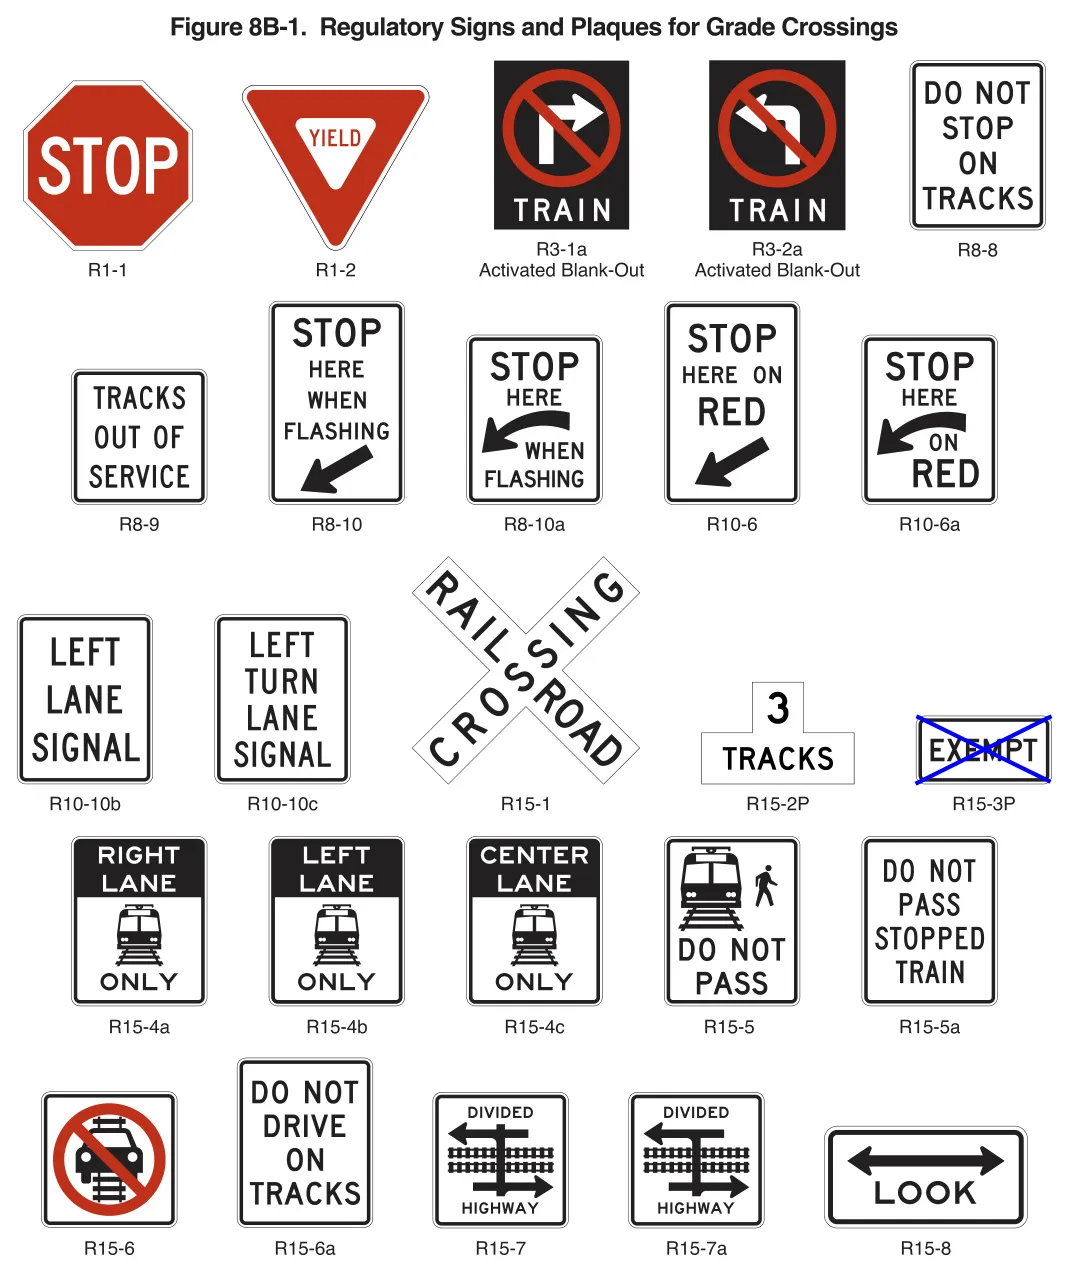 Figure 8B-1. Regulatory Signs and Plaques for Grade Crossings
STOP
R1-1
YIELD
R1-2
TRAIN
R3-1a
Activated Blank-Out
TRAIN
R3-2a
Activated Blank-Out
DO NOT
STOP
ON
TRACKS
R8-8
TRACKS
OUT OF
SERVICE
R8-9
STOP
HERE
WHEN
FLASHING
R8-10
STOP
HERE
WHEN
FLASHING
R8-10a
STOP
HERE ON
RED
R10-6
STOP
HERE
ON
RED
R10-6a
LEFT
LANE
SIGNAL
R10-10b
LEFT
TURN
LANE
SIGNAL
R10-10c
RAILROAD
CROSSING
R15-1
3
TRACKS
R15-2P
EXEMPT
R15-3P
RIGHT
LANE
ONLY
R15-4a
LEFT
LANE
ONLY
R15-4b
CENTER
LANE
ONLY
R15-4c
DO NOT
PASS
R15-5
DO NOT
PASS
STOPPED
TRAIN
R15-5a
R15-6
DO NOT
DRIVE
ON
TRACKS
R15-6a
DIVIDED
HIGHWAY
R15-7
DIVIDED
HIGHWAY
R15-7a
LOOK
R15-8